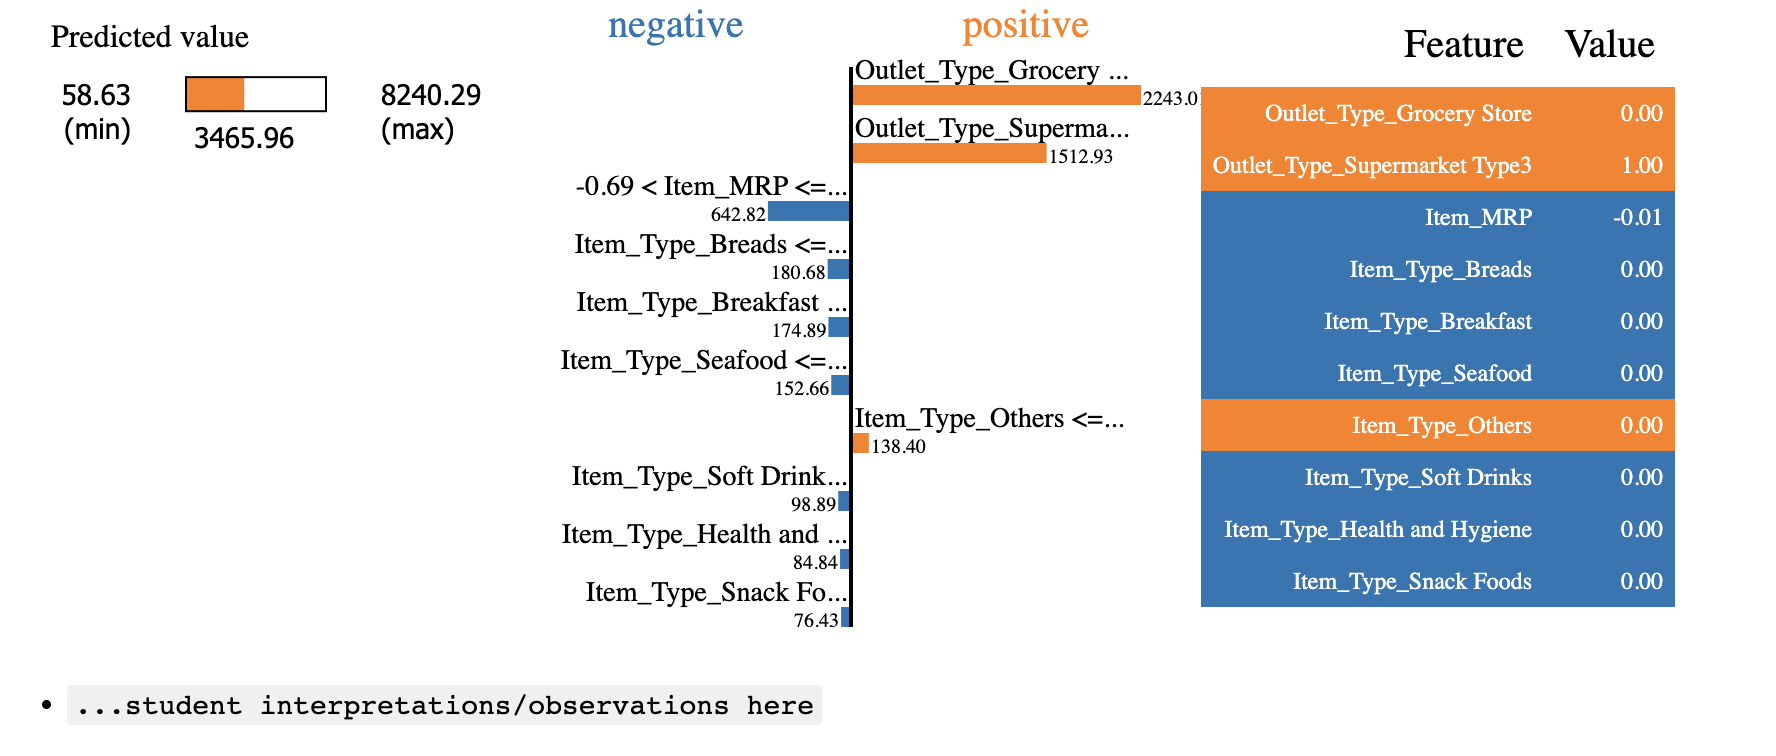 Predicted value
58.63
(min)
8240.29
(max)
3465.96
negative positive
Outlet_Type_Grocery ...
2243.0
Outlet_Type_Superma...
1512.93
-0.69 < Item_MRP <=...
642.82
Item_Type_Breads <=...
180.68
Item_Type_Breakfast ...
174.89
Item_Type_Seafood <=...
152.66
Item_Type_Others <=...
138.40
Item_Type_Soft Drink...
98.89
Item_Type_Health and ...
84.84
Item_Type_Snack Fo...
76.43
Feature Value
Outlet_Type_Grocery Store 0.00
Outlet_Type_Supermarket Type3 1.00
Item_MRP -0.01
Item_Type_Breads 0.00
Item_Type_Breakfast 0.00
Item_Type_Seafood 0.00
Item_Type_Others 0.00
Item_Type_Soft Drinks 0.00
Item_Type_Health and Hygiene 0.00
Item_Type_Snack Foods 0.00
• ...student interpretations/observations here